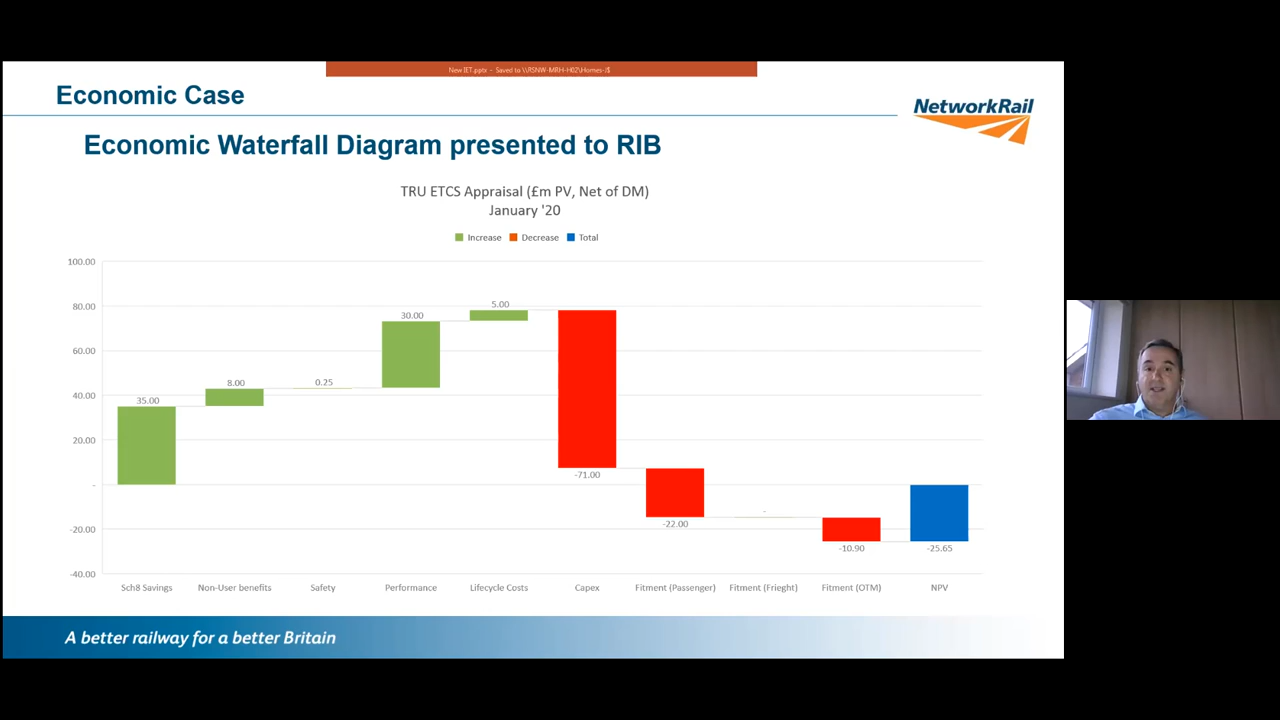 New IET.pptx - Saved to \\RSNW-MRH-H02\Homes-J$
Economic Case
NetworkRail
Economic Waterfall Diagram presented to RIB
TRU ETCS Appraisal (£m PV, Net of DM)
January '20
Increase Decrease Total
100.00
80.00
60.00
40.00
20.00
-
-20.00
-40.00
35.00
8.00
0.25
30.00
5.00
-71.00
-22.00
-
-10.90
-25.65
Sch8 Savings Non-User benefits Safety Performance Lifecycle Costs Capex Fitment (Passenger) Fitment (Frieght) Fitment (OTM) NPV
A better railway for a better Britain